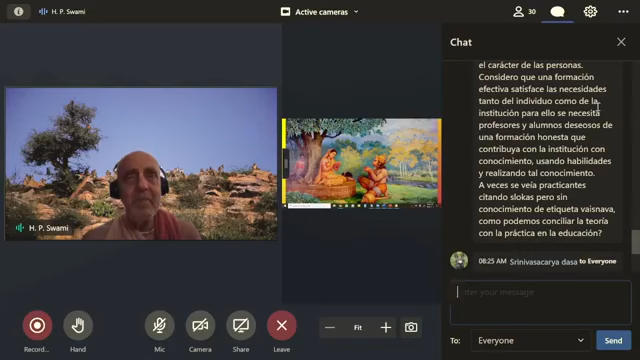 H. P. Swami
Active cameras
30
Chat
el carácter de las personas.
Considero que una formación
efectiva satisface las necesidades
tanto del individuo como de la
institución para ello se necesita
profesores y alumnos deseosos de
una formación honesta que
contribuya con la institución con
conocimiento, usando habilidades
y realizando tal conocimiento.
A veces se veía practicantes
citando slokas pero sin
conocimiento de etiqueta vaisnava,
como podemos conciliar la teoría
con la práctica en la educación?
H. P. Swami
08:25 AM Srinivasacarya dasa to Everyone
Enter your message
Record...
Hand
Mic
Camera
Share
Leave
Fit
To:
Everyone
Send